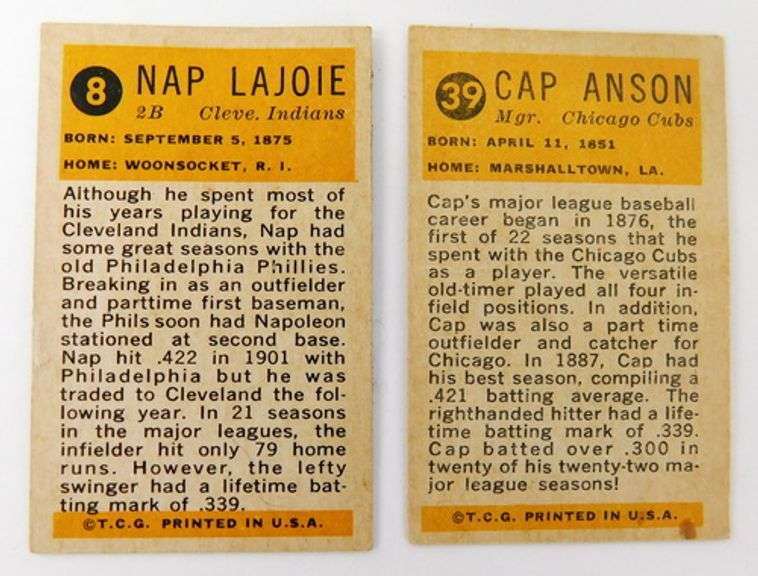 8 NAP LAJOIE
2B Cleve. Indians
BORN: SEPTEMBER 5, 1875
HOME: WOONSOCKET, R. I.
Although he spent most of
his years playing for the
Cleveland Indians, Nap had
some great seasons with the
old Philadelphia Phillies.
Breaking in as an outfielder
and parttime first baseman,
the Phils soon had Napoleon
stationed at second base.
Nap hit .422 in 1901 with
Philadelphia but he was
traded to Cleveland the fol-
lowing year. In 21 seasons
in the major leagues, the
infielder hit only 79 home
runs. However, the lefty
swinger had a lifetime bat-
ting mark of .339.
©T.C.G. PRINTED IN U.S.A.
39 CAP ANSON
Mgr. Chicago Cubs
BORN: APRIL 11, 1851
HOME: MARSHALLTOWN, LA.
Cap's major league baseball
career began in 1876, the
first of 22 seasons that he
spent with the Chicago Cubs
as a player. The versatile
old-timer played all four in-
field positions. In addition,
Cap was also a part time
outfielder and catcher for
Chicago. In 1887, Cap had
his best season, compiling a
.421 batting average. The
righthanded hitter had a life-
time batting mark of .339.
Cap batted over .300 in
twenty of his twenty-two ma-
jor league seasons!
©T.C.G. PRINTED IN U.S.A.